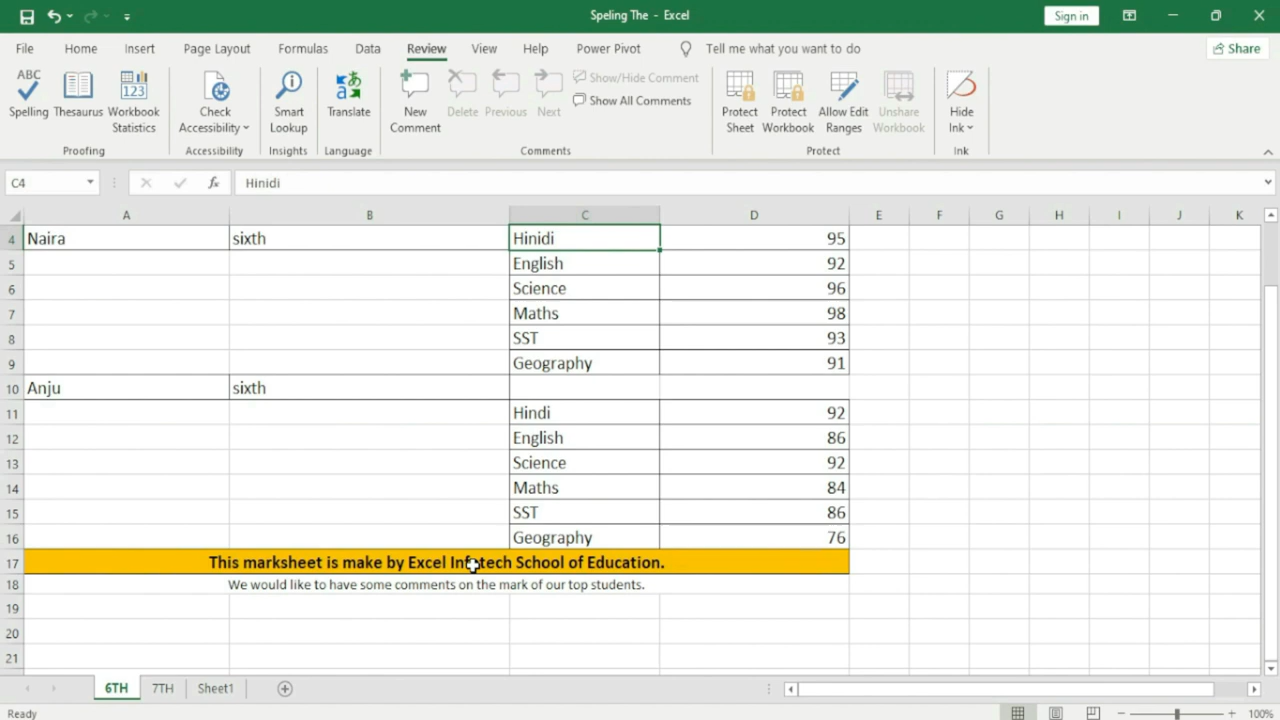 Speling The - Excel
Sign in
File Home Insert Page Layout Formulas Data Review View Help Power Pivot Tell me what you want to do Share
ABC
Spelling
Thesaurus
ABC
123
Workbook
Statistics
Proofing
Check
Accessibility
Accessibility
Smart
Lookup
Insights
a
Translate
Language
New
Comment
Delete
Previous
Next
Show/Hide Comment
Show All Comments
Comments
Protect
Sheet
Protect
Workbook
Allow Edit
Ranges
Unshare
Workbook
Protect
Hide
Ink
Ink
C4 fx Hinidi
A B C D E F G H I J K
4 Naira sixth Hinidi 95
5 English 92
6 Science 96
7 Maths 98
8 SST 93
9 Geography 91
10 Anju sixth
11 Hindi 92
12 English 86
13 Science 92
14 Maths 84
15 SST 86
16 Geography 76
17 This marksheet is make by Excel Infotech School of Education.
18 We would like to have some comments on the mark of our top students.
19
20
21
6TH 7TH Sheet1
Ready 100%